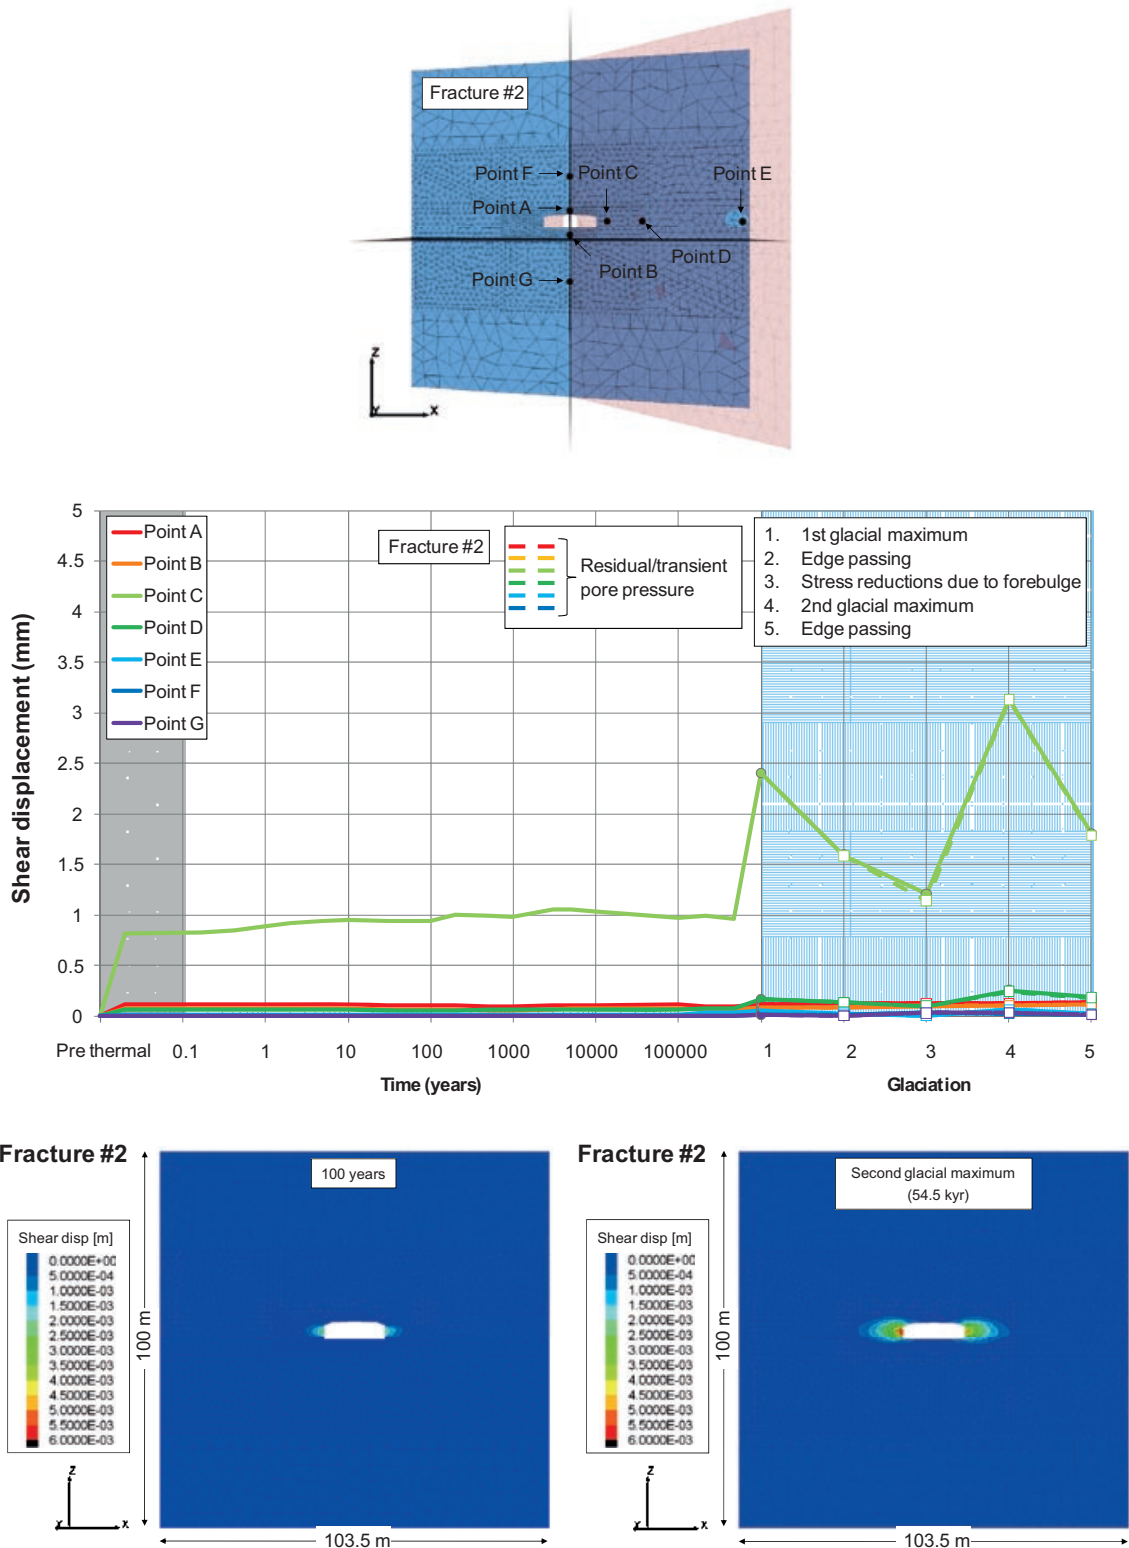 Fracture #2
Point F
Point C
Point E
Point A
Point D
Point B
Point G
Z
Y
X
Shear displacement (mm)
5
4.5
4
3.5
3
2.5
2
1.5
1
0.5
0
Point A
Point B
Point C
Point D
Point E
Point F
Point G
Fracture #2
Residual/transient
pore pressure
1. 1st glacial maximum
2. Edge passing
3. Stress reductions due to forebulge
4. 2nd glacial maximum
5. Edge passing
Pre thermal 0.1 1 10 100 1000 10000 100000 1 2 3 4 5
Time (years) Glaciation
Fracture #2
100 years
Shear disp [m]
0.0000E+00
5.0000E-04
1.0000E-03
1.5000E-03
2.0000E-03
2.5000E-03
3.0000E-03
3.5000E-03
4.0000E-03
4.5000E-03
5.0000E-03
5.5000E-03
6.0000E-03
100 m
Z
Y
X
103.5 m
Fracture #2
Second glacial maximum
(54.5 kyr)
Shear disp [m]
0.0000E+00
5.0000E-04
1.0000E-03
1.5000E-03
2.0000E-03
2.5000E-03
3.0000E-03
3.5000E-03
4.0000E-03
4.5000E-03
5.0000E-03
5.5000E-03
6.0000E-03
100 m
Z
Y
X
103.5 m